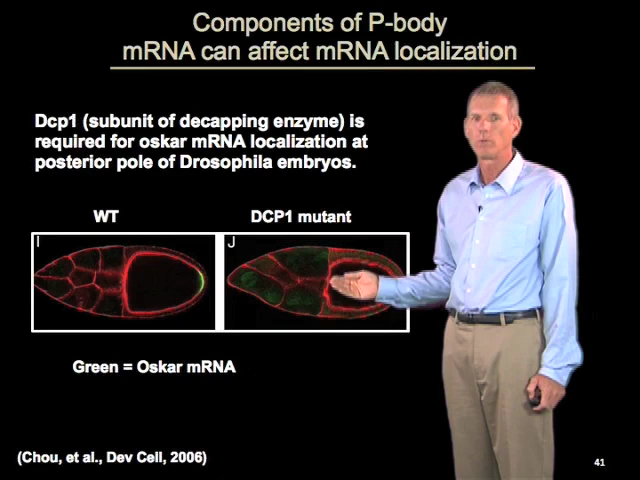 Components of P-body
mRNA can affect mRNA localization
Dcp1 (subunit of decapping enzyme) is
required for oskar mRNA localization at
posterior pole of Drosophila embryos.
WT
DCP1 mutant
I
J
Green = Oskar mRNA
(Chou, et al., Dev Cell, 2006)
41